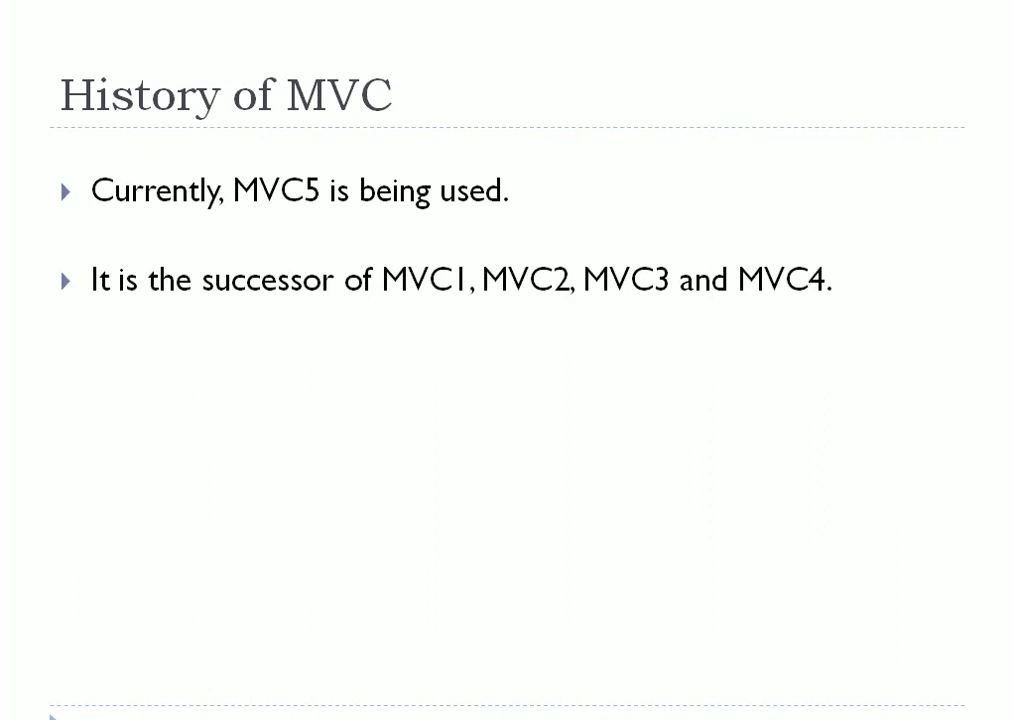 History of MVC
Currently, MVC5 is being used.
It is the successor of MVC1, MVC2, MVC3 and MVC4.